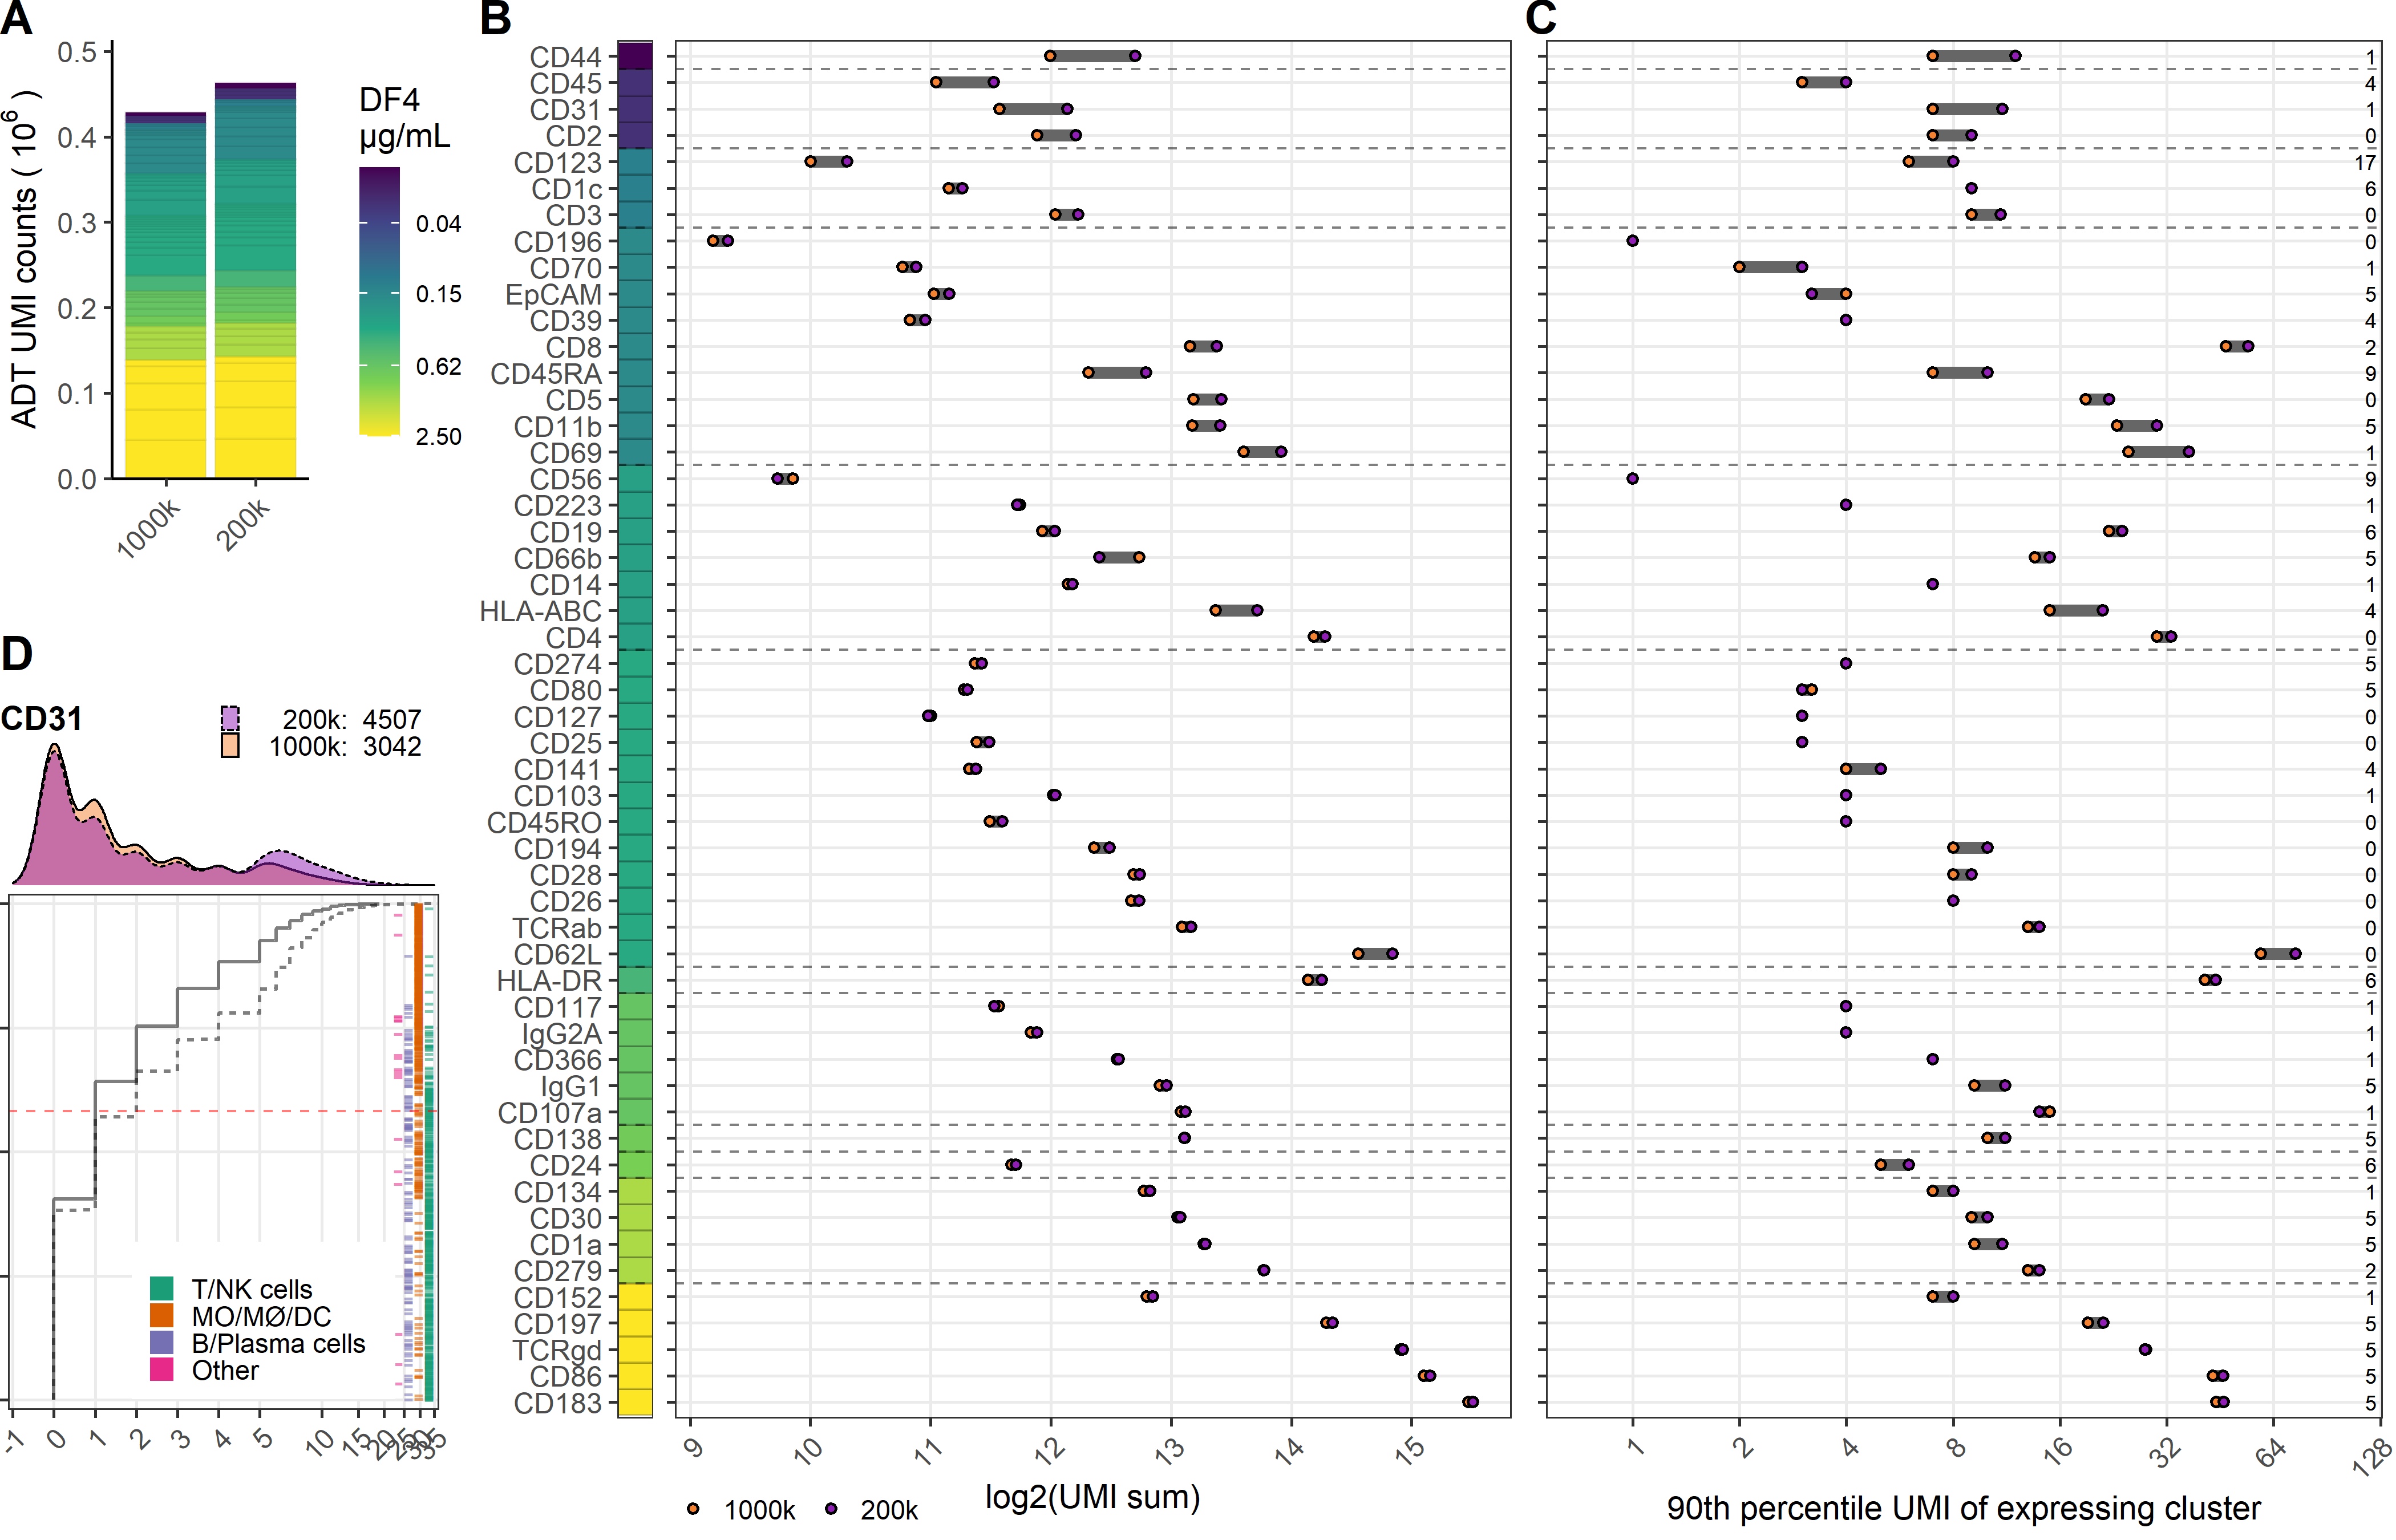 A
ADT UMI counts ( 10^6 )
0.5
0.4
0.3
0.2
0.1
0.0
1000k
200k
DF4
µg/mL
0.04
0.15
0.62
2.50
B
CD44
CD45
CD31
CD2
CD123
CD1c
CD3
CD196
CD70
EpCAM
CD39
CD8
CD45RA
CD5
CD11b
CD69
CD56
CD223
CD19
CD66b
CD14
HLA-ABC
CD4
CD274
CD80
CD127
CD25
CD141
CD103
CD45RO
CD194
CD28
CD26
TCRab
CD62L
HLA-DR
CD117
IgG2A
CD366
IgG1
CD107a
CD138
CD24
CD134
CD30
CD1a
CD279
CD152
CD197
TCRgd
CD86
CD183
9
10
11
12
13
14
15
log2(UMI sum)
1000k
200k
C
1
4
1
0
17
6
0
0
1
5
4
2
9
0
5
1
9
1
6
5
1
4
0
5
5
0
0
4
1
0
0
0
0
0
0
6
1
1
1
5
1
5
6
1
5
5
2
1
5
5
5
5
1
2
4
8
16
32
64
128
90th percentile UMI of expressing cluster
D
CD31
200k: 4507
1000k: 3042
T/NK cells
MO/MØ/DC
B/Plasma cells
Other
-1
0
1
2
3
4
5
10
15
20
25
30
35